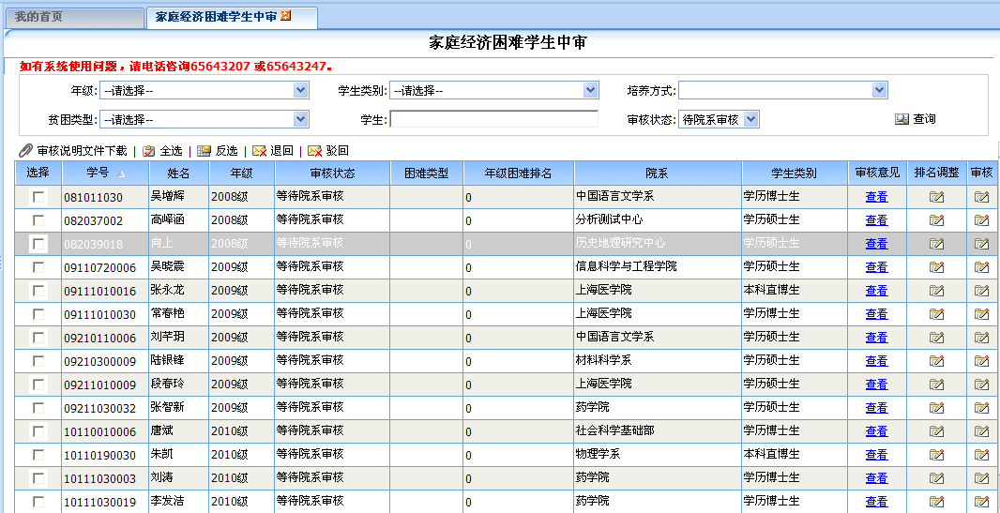 我的首页 家庭经济困难学生中审
家庭经济困难学生中审
如有系统使用问题，请电话咨询65643207 或65643247。
年级: --请选择-- 学生类别: --请选择-- 培养方式:
贫困类型: --请选择-- 学生: 审核状态: 待院系审核 查询
审核说明文件下载 | 全选 | 反选 | 退回 | 驳回
选择 学号 姓名 年级 审核状态 困难类型 年级困难排名 院系 学生类别 审核意见 排名调整 审核
081011030 吴增辉 2008级 等待院系审核 0 中国语言文学系 学历博士生 查看
082037002 高峄函 2008级 等待院系审核 0 分析测试中心 学历硕士生 查看
082039018 向上 2008级 等待院系审核 0 历史地理研究中心 学历硕士生 查看
09110720006 吴晓震 2009级 等待院系审核 0 信息科学与工程学院 学历博士生 查看
09111010016 张永龙 2009级 等待院系审核 0 上海医学院 本科直博生 查看
09111010030 常春艳 2009级 等待院系审核 0 上海医学院 学历博士生 查看
09210110006 刘芊玥 2009级 等待院系审核 0 中国语言文学系 学历硕士生 查看
09210300009 陆银锋 2009级 等待院系审核 0 材料科学系 学历硕士生 查看
09211010009 段春玲 2009级 等待院系审核 0 上海医学院 学历硕士生 查看
09211030032 张智新 2009级 等待院系审核 0 药学院 学历硕士生 查看
10110010006 唐斌 2010级 等待院系审核 0 社会科学基础部 学历博士生 查看
10110190030 朱凯 2010级 等待院系审核 0 物理学系 本科直博生 查看
10111030003 刘涛 2010级 等待院系审核 0 药学院 学历博士生 查看
10111030019 李发洁 2010级 等待院系审核 0 药学院 学历博士生 查看